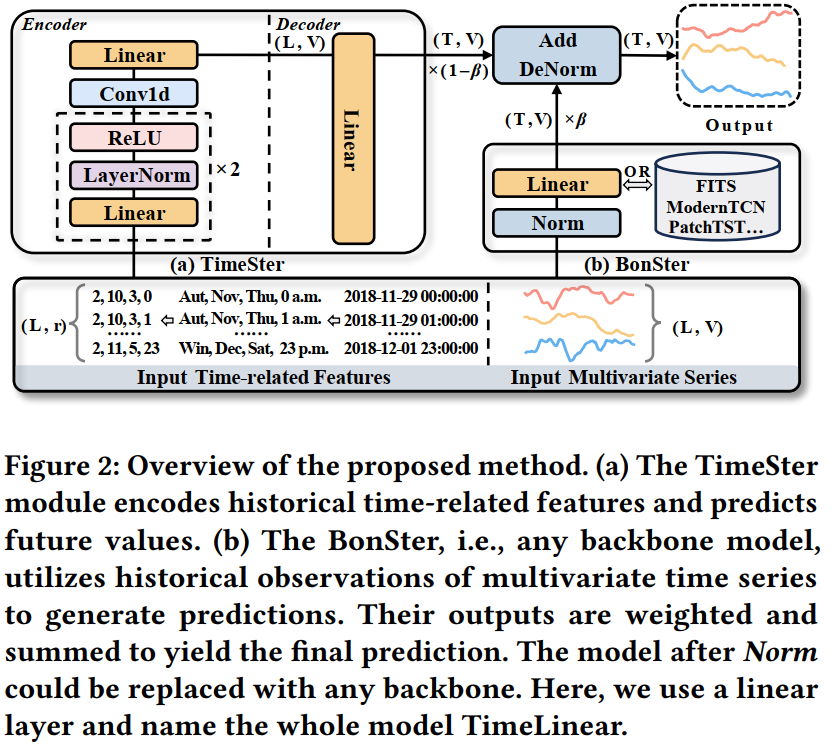 Encoder
Decoder
Linear
Conv1d
ReLU
LayerNorm
Linear
×2
(L, V)
Linear
(T, V)
×(1−β)
Add
DeNorm
(T, V)
Output
(T,V) ×β
Linear
Norm
OR
FITS
ModernTCN
PatchTST...
(a) TimeSter
(b) BonSter
(L, r)
2, 10, 3, 0 Aut, Nov, Thu, 0 a.m. 2018-11-29 00:00:00
2, 10, 3, 1 ⇦ Aut, Nov, Thu, 1 a.m. ⇦ 2018-11-29 01:00:00
...... ...... ......
2, 11, 5, 23 Win, Dec, Sat, 23 p.m. 2018-12-01 23:00:00
(L, V)
Input Time-related Features
Input Multivariate Series
Figure 2: Overview of the proposed method. (a) The TimeSter
module encodes historical time-related features and predicts
future values. (b) The BonSter, i.e., any backbone model,
utilizes historical observations of multivariate time series
to generate predictions. Their outputs are weighted and
summed to yield the final prediction. The model after Norm
could be replaced with any backbone. Here, we use a linear
layer and name the whole model TimeLinear.